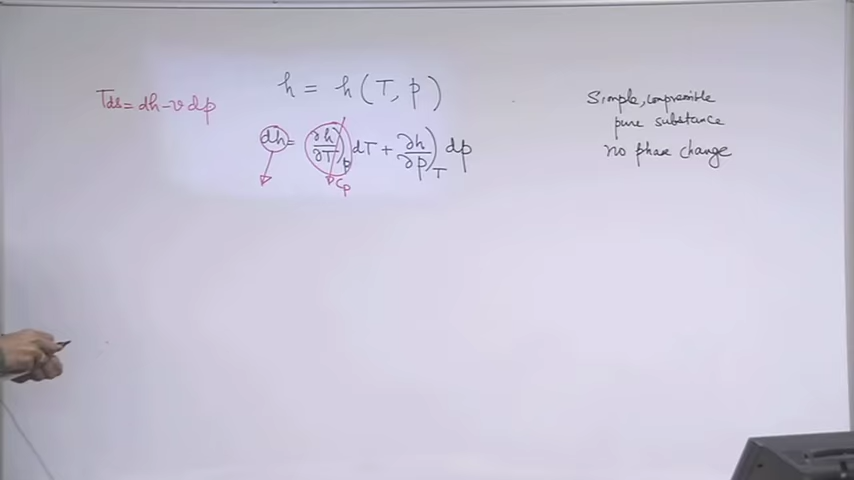 Tds = dh - v dp
h = h (T, p)
dh = ∂h/∂T)p dT + ∂h/∂p)T dp
cp
Simple, compressible
pure substance
no phase change